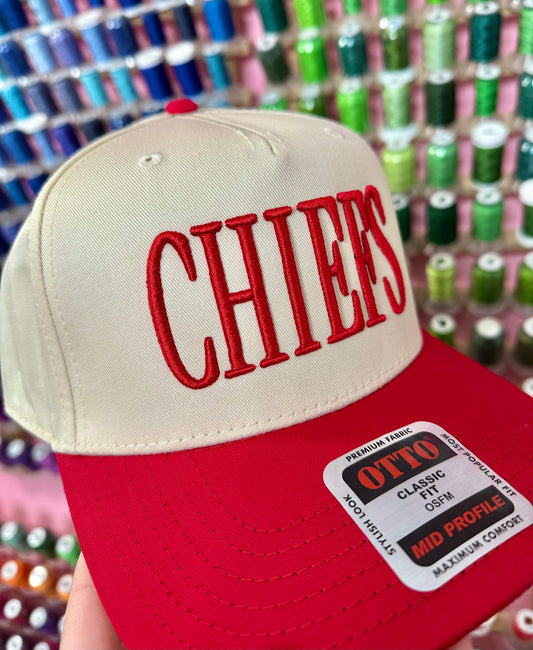 CHIEFS
PREMIUM FABRIC
MOST POPULAR FIT
OTTO
CLASSIC
FIT
OSFM
MID PROFILE
STYLISH LOOK
MAXIMUM COMFORT